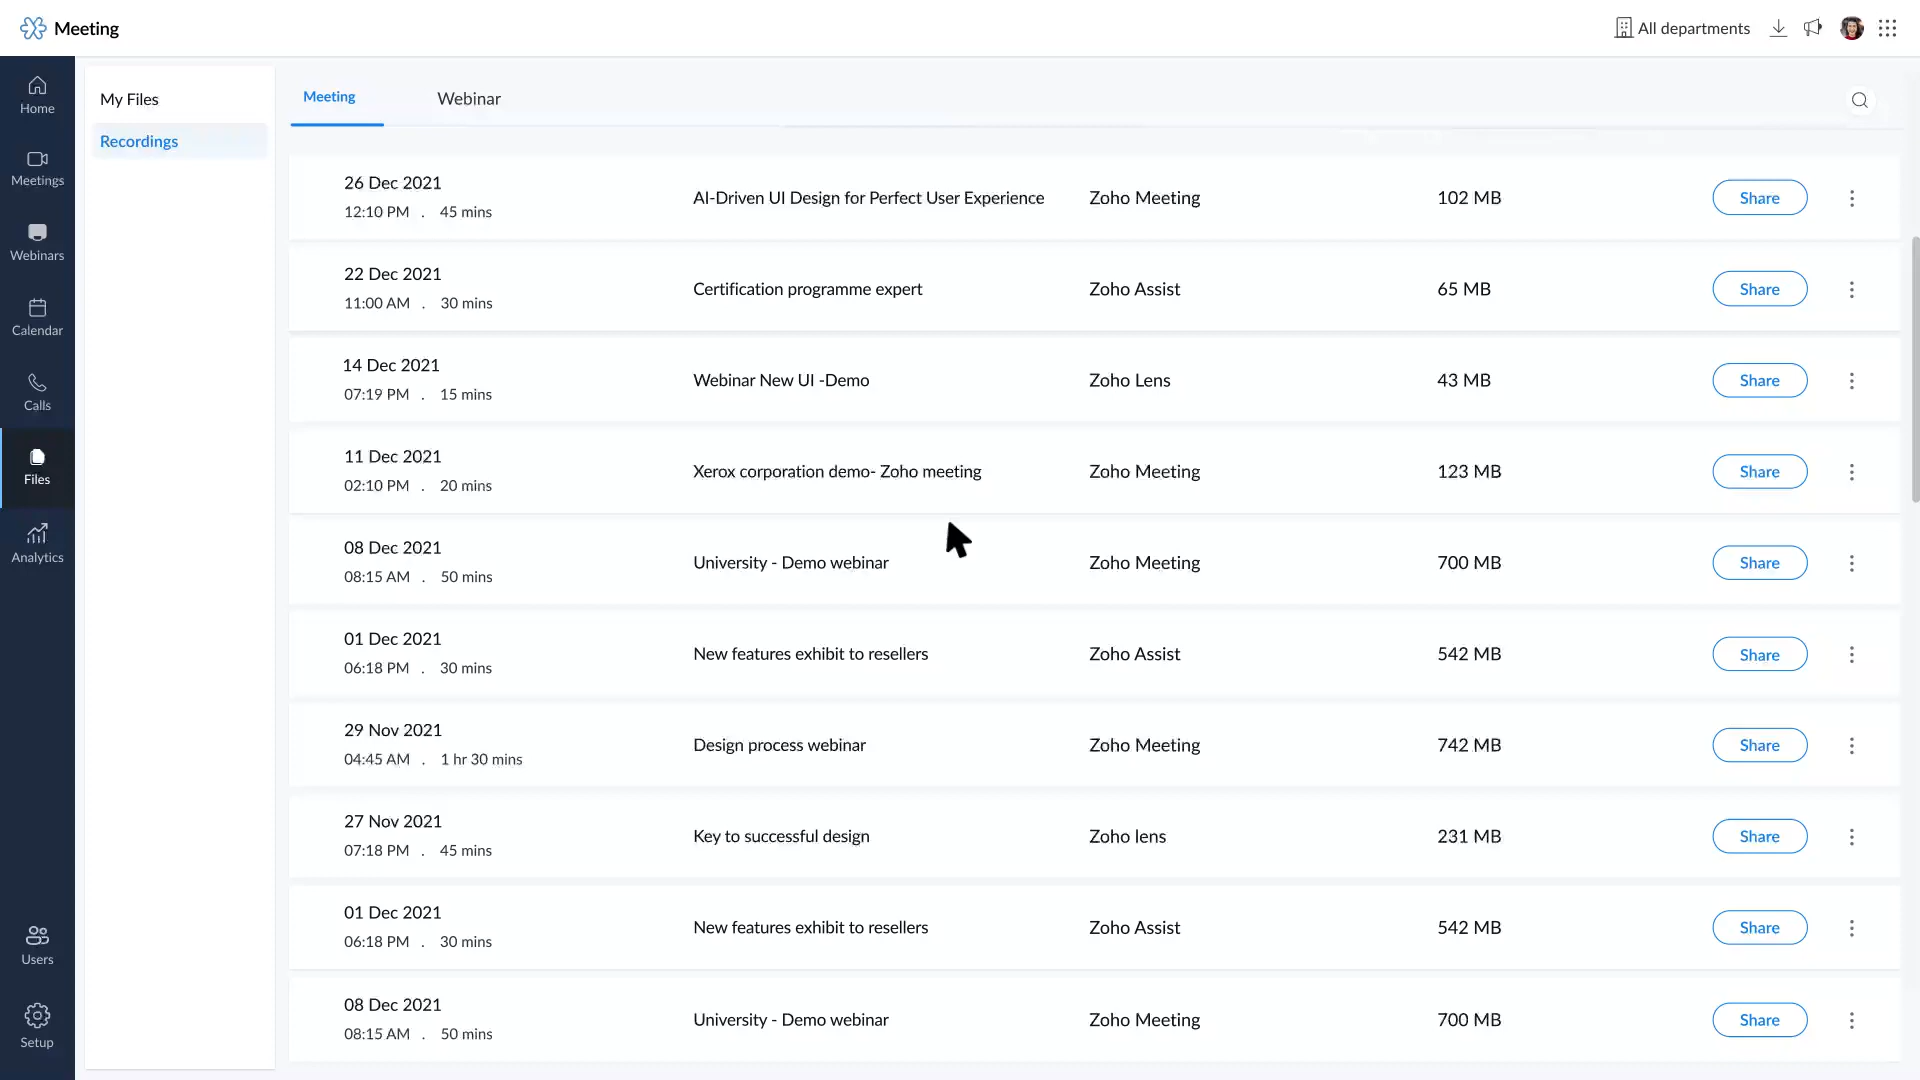 Meeting
All departments
Home
Meetings
Webinars
Calendar
Calls
Files
Analytics
Users
Setup
My Files
Recordings
Meeting Webinar
26 Dec 2021
12:10 PM . 45 mins
AI-Driven UI Design for Perfect User Experience Zoho Meeting 102 MB Share
22 Dec 2021
11:00 AM . 30 mins
Certification programme expert Zoho Assist 65 MB Share
14 Dec 2021
07:19 PM . 15 mins
Webinar New UI -Demo Zoho Lens 43 MB Share
11 Dec 2021
02:10 PM . 20 mins
Xerox corporation demo- Zoho meeting Zoho Meeting 123 MB Share
08 Dec 2021
08:15 AM . 50 mins
University - Demo webinar Zoho Meeting 700 MB Share
01 Dec 2021
06:18 PM . 30 mins
New features exhibit to resellers Zoho Assist 542 MB Share
29 Nov 2021
04:45 AM . 1 hr 30 mins
Design process webinar Zoho Meeting 742 MB Share
27 Nov 2021
07:18 PM . 45 mins
Key to successful design Zoho lens 231 MB Share
01 Dec 2021
06:18 PM . 30 mins
New features exhibit to resellers Zoho Assist 542 MB Share
08 Dec 2021
08:15 AM . 50 mins
University - Demo webinar Zoho Meeting 700 MB Share